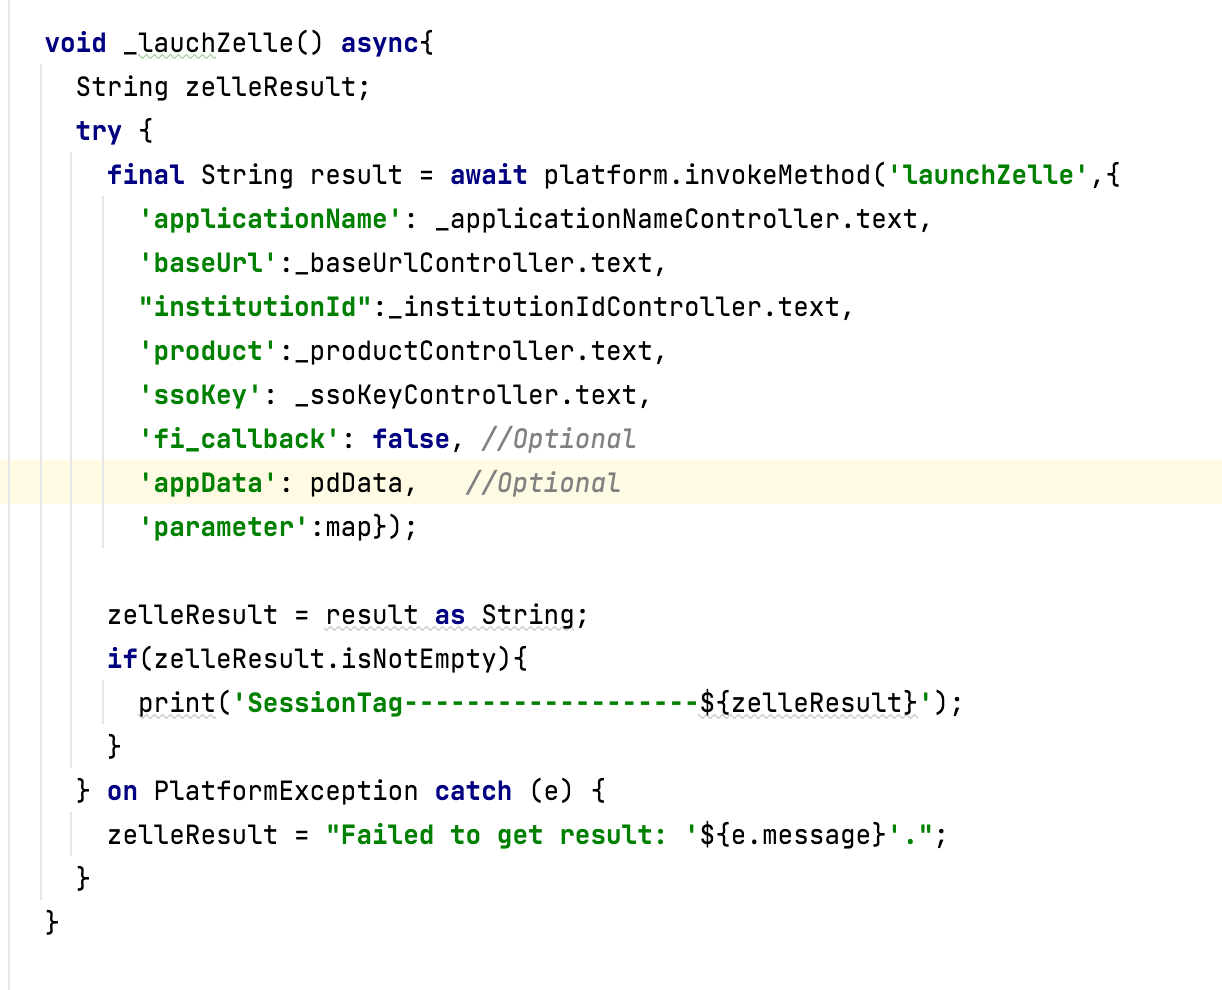 void _lauchZelle() async{
String zelleResult;
try {
final String result = await platform.invokeMethod('launchZelle',{
'applicationName': _applicationNameController.text,
'baseUrl':_baseUrlController.text,
"institutionId":_institutionIdController.text,
'product':_productController.text,
'ssoKey': _ssoKeyController.text,
'fi_callback': false, //Optional
'appData': pdData,   //Optional
'parameter':map});
zelleResult = result as String;
if(zelleResult.isNotEmpty){
print('SessionTag-------------------${zelleResult}');
}
} on PlatformException catch (e) {
zelleResult = "Failed to get result: '${e.message}'.";
}
}